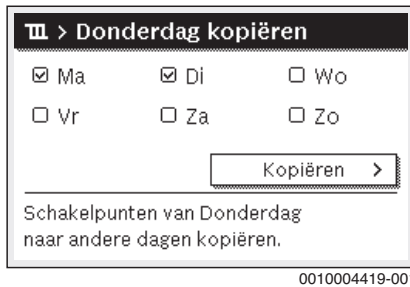 > Donderdag kopiëren
Ma Di Wo
Vr Za Zo
Kopiëren >
Schakelpunten van Donderdag
naar andere dagen kopiëren.
0010004419-00